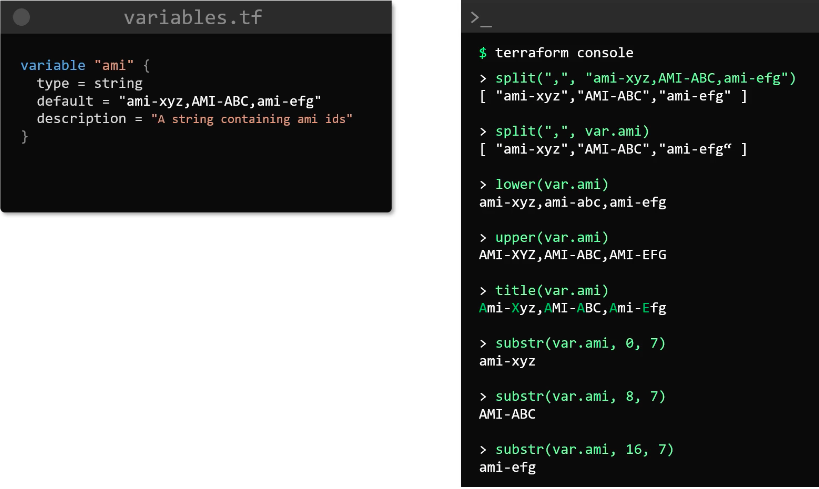 variables.tf
variable "ami" {
  type = string
  default = "ami-xyz,AMI-ABC,ami-efg"
  description = "A string containing ami ids"
}
>_
$ terraform console
> split(",", "ami-xyz,AMI-ABC,ami-efg")
[ "ami-xyz","AMI-ABC","ami-efg" ]
> split(",", var.ami)
[ "ami-xyz","AMI-ABC","ami-efg“ ]
> lower(var.ami)
ami-xyz,ami-abc,ami-efg
> upper(var.ami)
AMI-XYZ,AMI-ABC,AMI-EFG
> title(var.ami)
Ami-Xyz,AMI-ABC,Ami-Efg
> substr(var.ami, 0, 7)
ami-xyz
> substr(var.ami, 8, 7)
AMI-ABC
> substr(var.ami, 16, 7)
ami-efg